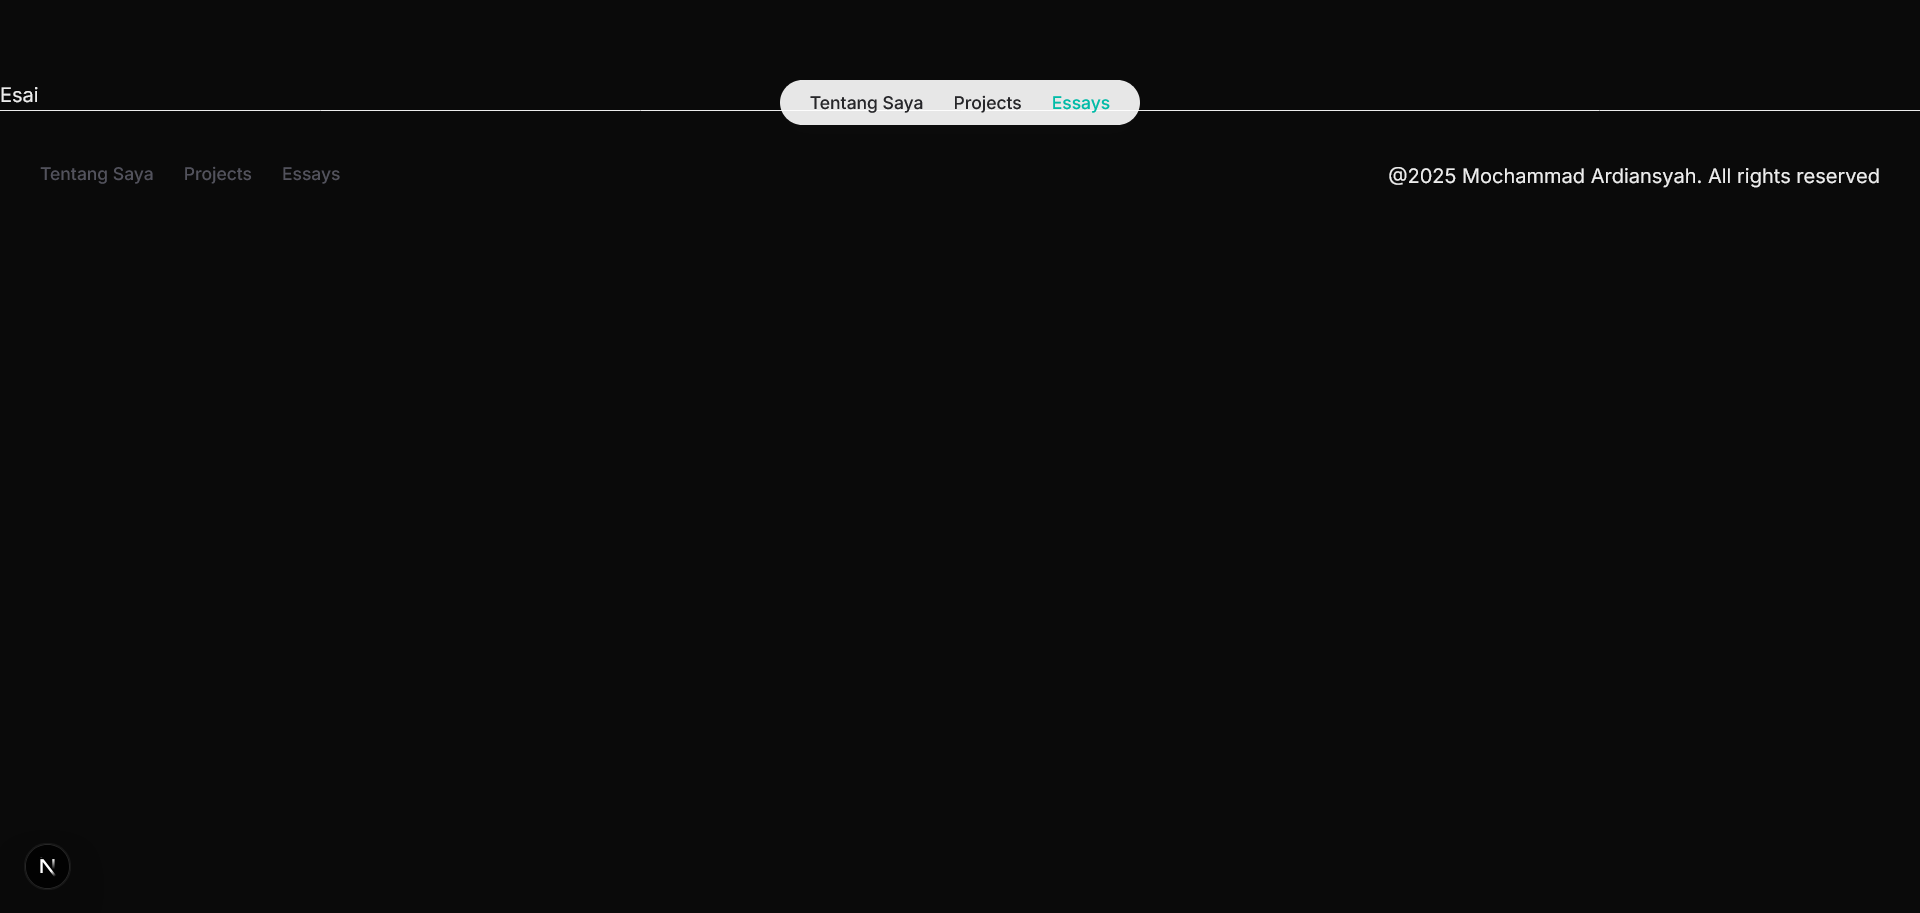 Esai
Tentang Saya Projects Essays
Tentang Saya Projects Essays
@2025 Mochammad Ardiansyah. All rights reserved
N